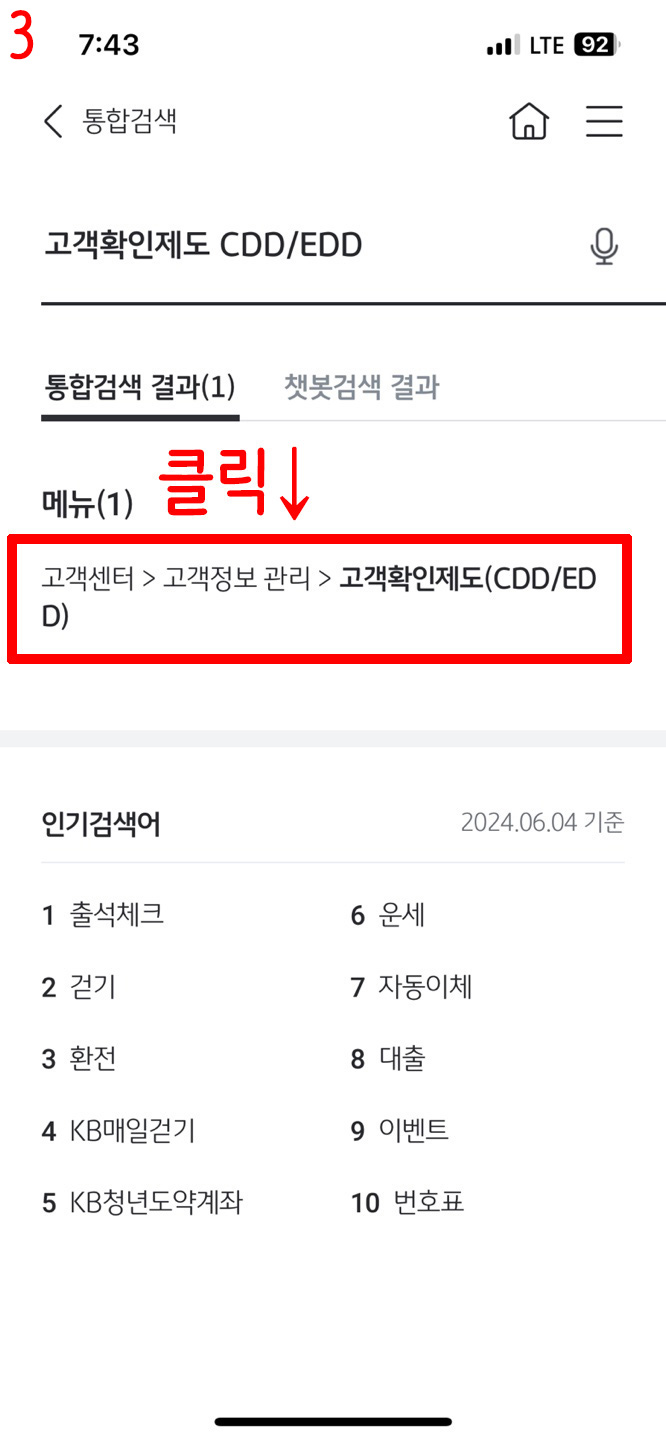 3
7:43
LTE 92
통합검색
고객확인제도 CDD/EDD
통합검색 결과(1) 챗봇검색 결과
메뉴(1)
클릭↓
고객센터 > 고객정보 관리 > 고객확인제도(CDD/ED
D)
인기검색어 2024.06.04 기준
1 출석체크
2 걷기
3 환전
4 KB매일걷기
5 KB청년도약계좌
6 운세
7 자동이체
8 대출
9 이벤트
10 번호표